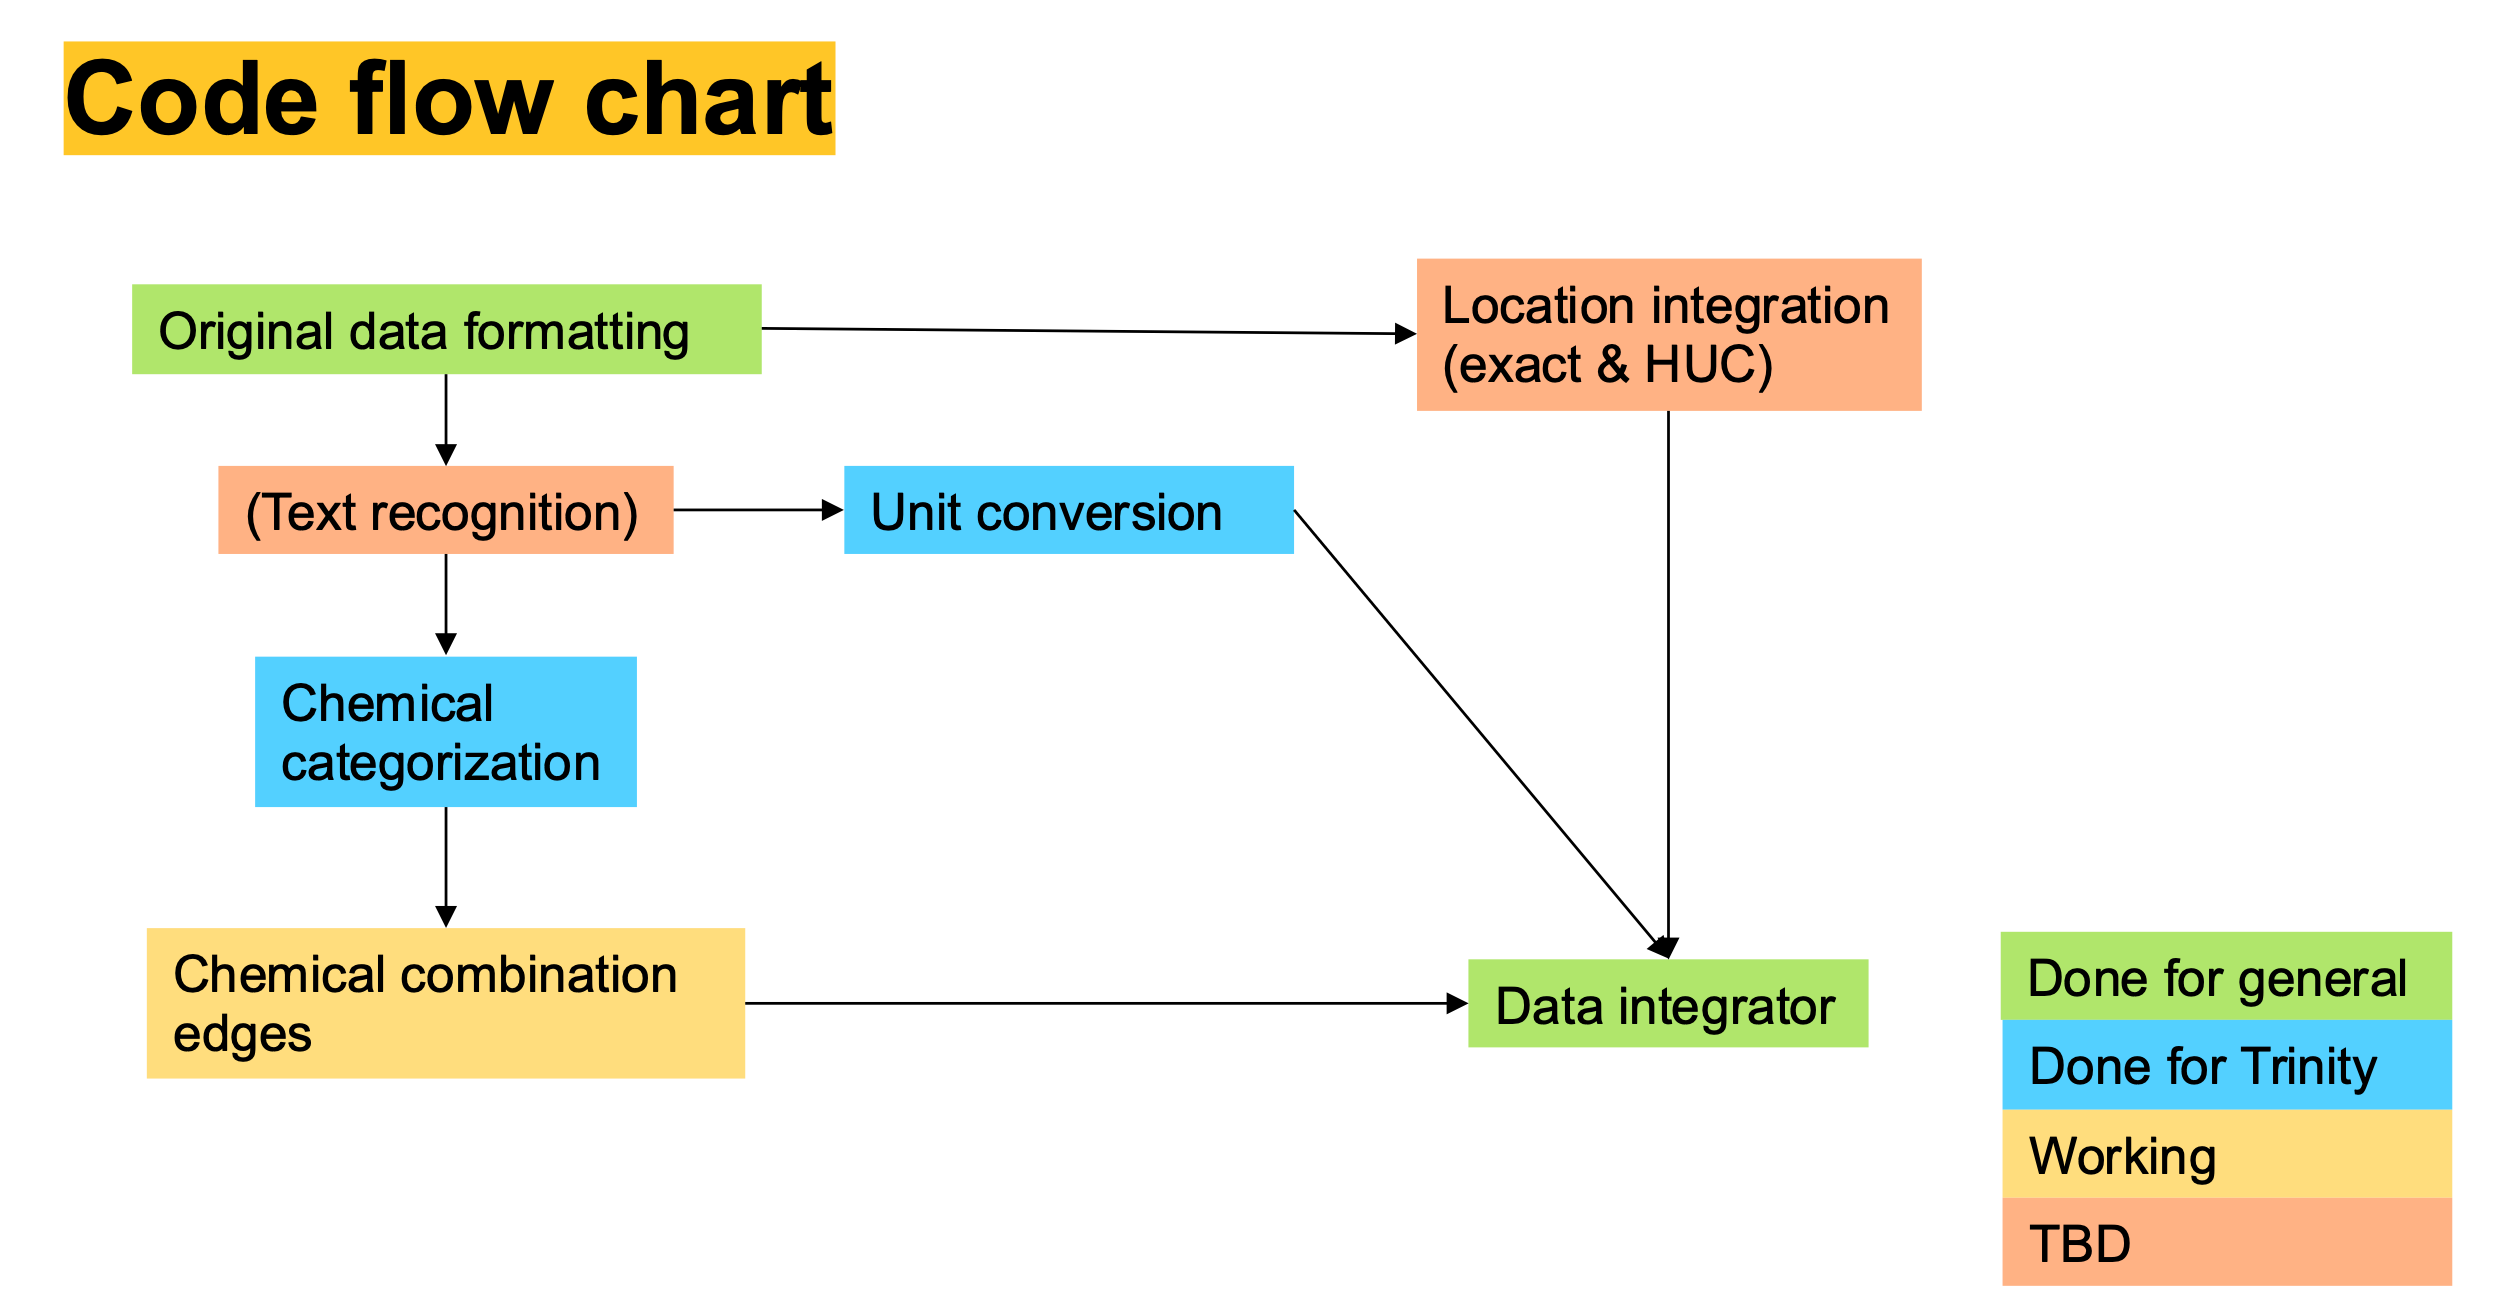 Code flow chart
Original data formatting
Location integration
(exact & HUC)
(Text recognition)
Unit conversion
Chemical
categorization
Chemical combination
edges
Data integrator
Done for general
Done for Trinity
Working
TBD